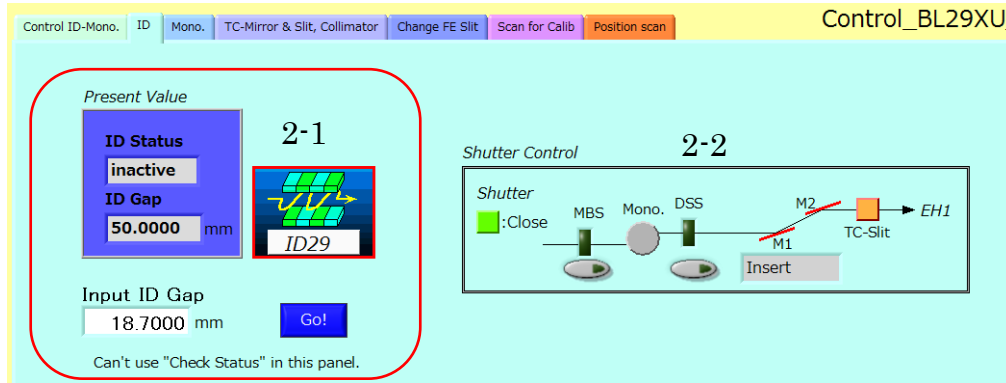 Control ID-Mono. ID Mono. TC-Mirror & Slit, Collimator Change FE Slit Scan for Calib Position scan Control_BL29XU
Present Value
ID Status
inactive
ID Gap
50.0000 mm
2-1
ID29
Input ID Gap
18.7000 mm
Go!
Can't use "Check Status" in this panel.
2-2
Shutter Control
Shutter
:Close
MBS
Mono.
DSS
M2
M1
TC-Slit
EH1
Insert